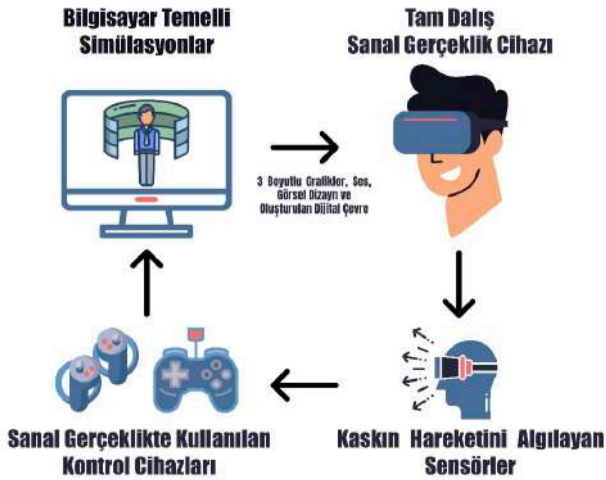 Bilgisayar Temelli
Simülasyonlar
Tam Dalış
Sanal Gerçeklik Cihazı
3 Boyutlu Grafikler, Ses,
Görsel Dizayn ve
Oluşturulan Dijital Çevre
Sanal Gerçeklikte Kullanılan
Kontrol Cihazları
Kaskın Hareketini Algılayan
Sensörler